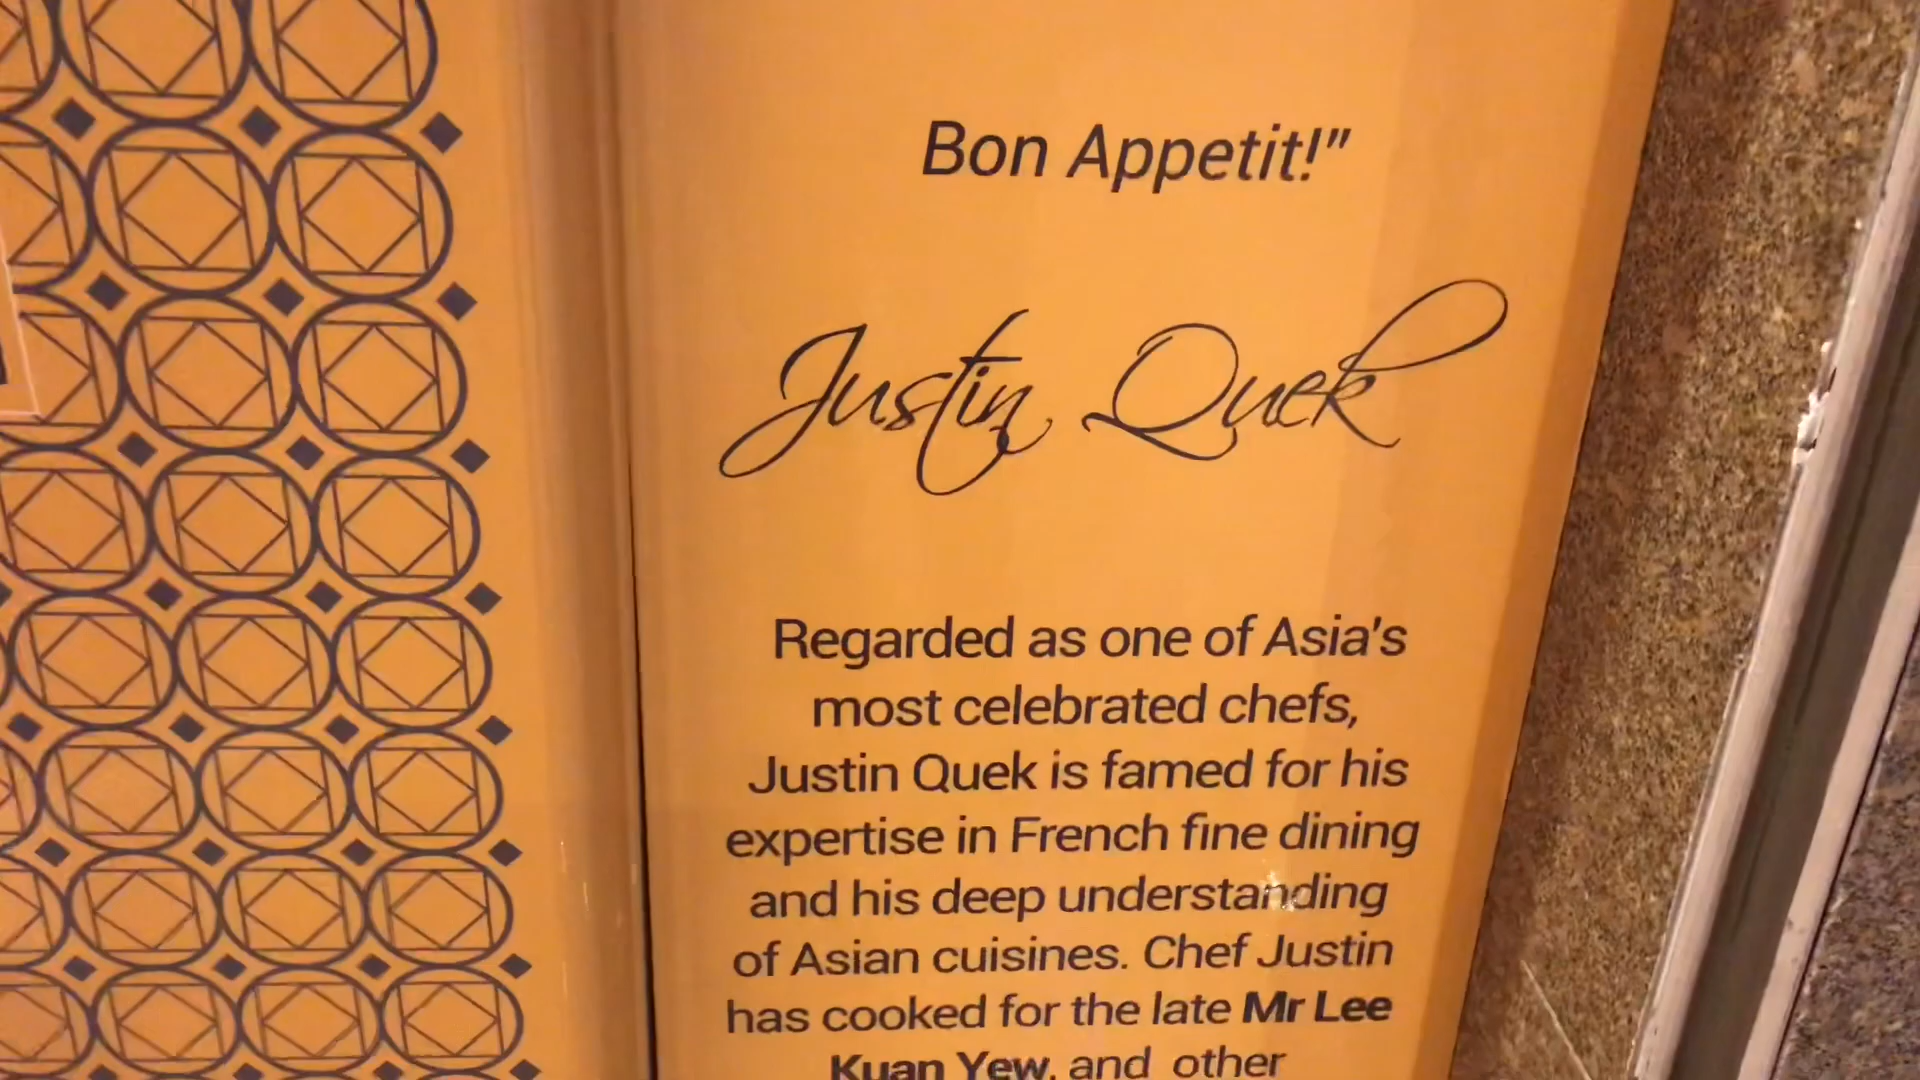 Bon Appetit!"
Justin Quek
Regarded as one of Asia's
most celebrated chefs,
Justin Quek is famed for his
expertise in French fine dining
and his deep understanding
of Asian cuisines. Chef Justin
has cooked for the late Mr Lee
Kuan Yew, and other